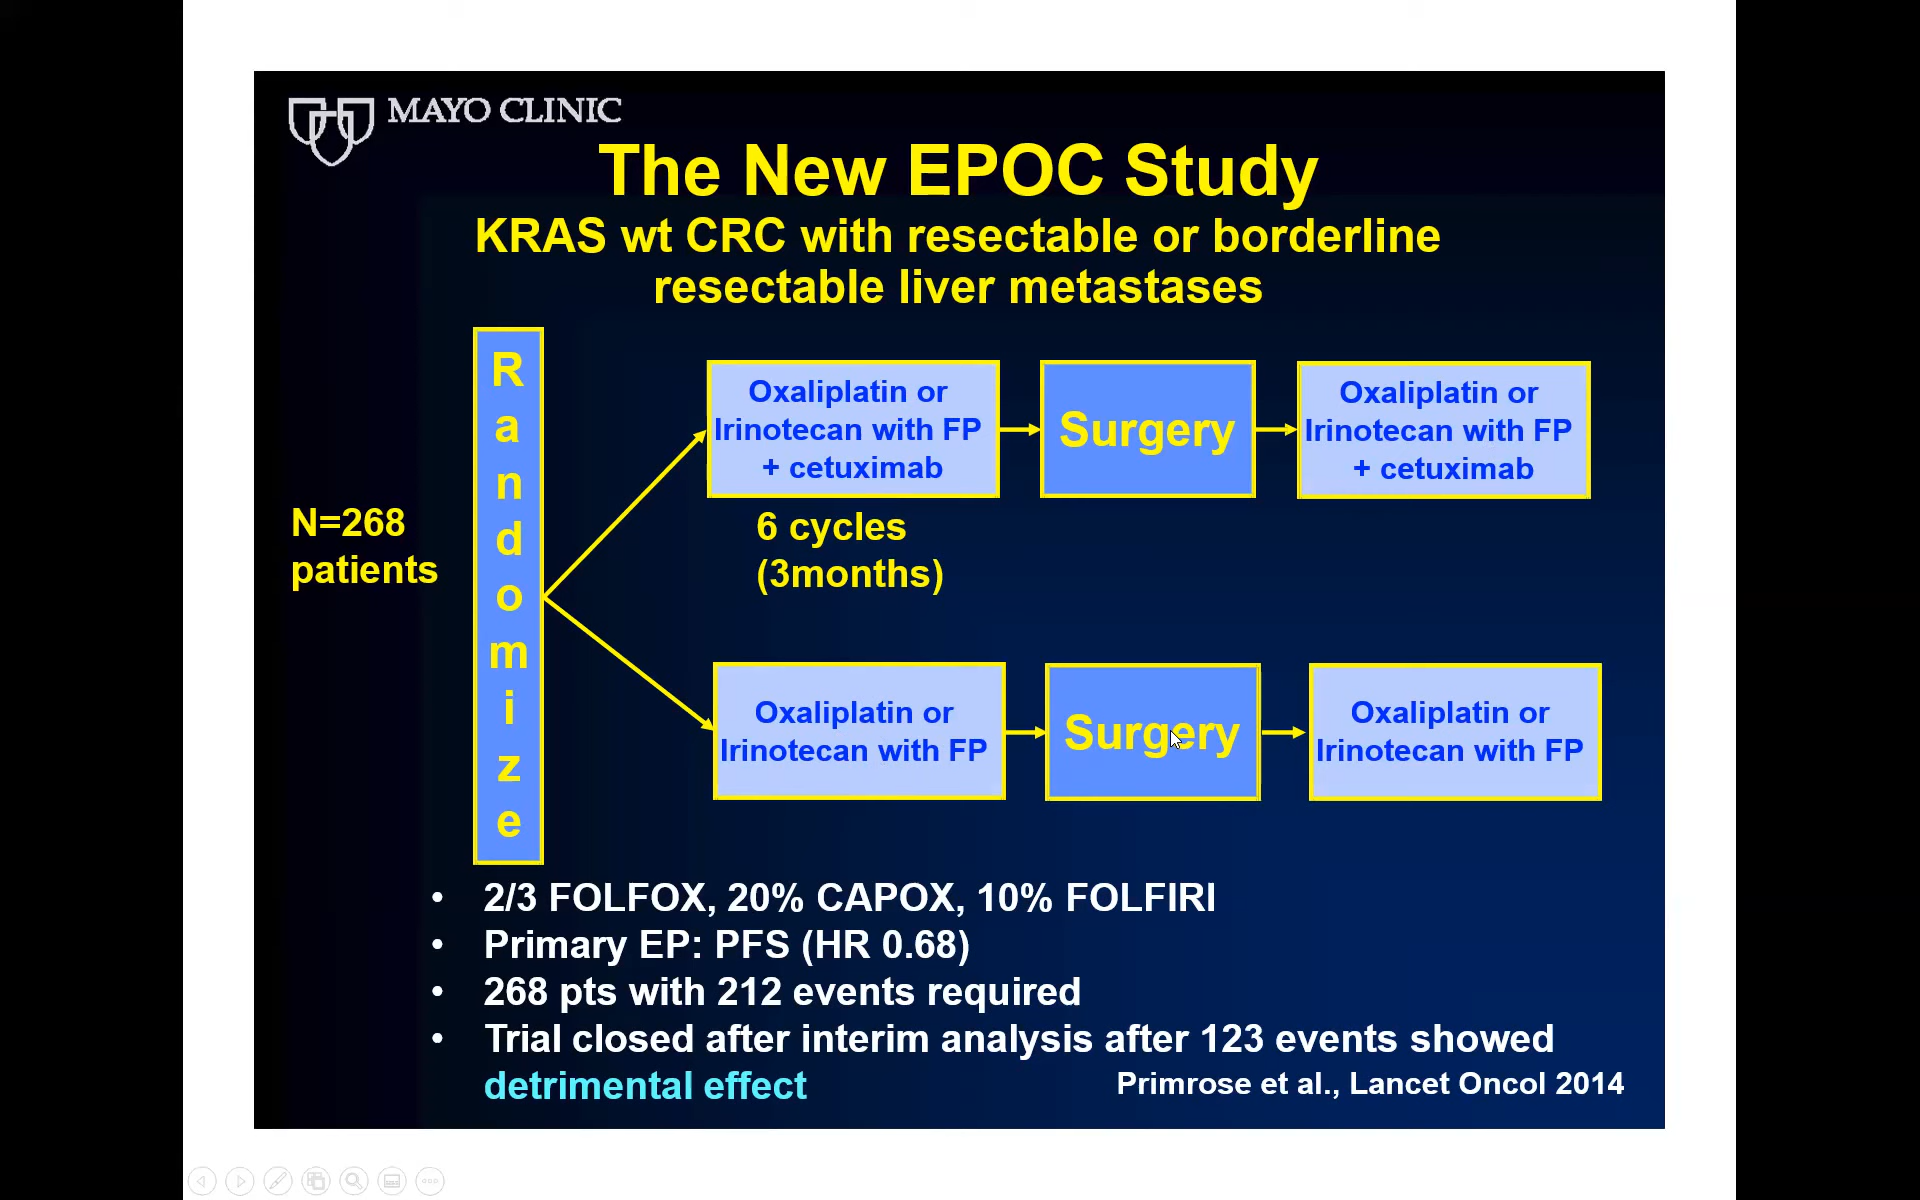 MAYO CLINIC
The New EPOC Study
KRAS wt CRC with resectable or borderline
resectable liver metastases
N=268
patients
Randomize
Oxaliplatin or
Irinotecan with FP
+ cetuximab
Surgery
Oxaliplatin or
Irinotecan with FP
+ cetuximab
6 cycles
(3months)
Oxaliplatin or
Irinotecan with FP
Surgery
Oxaliplatin or
Irinotecan with FP
• 2/3 FOLFOX, 20% CAPOX, 10% FOLFIRI
• Primary EP: PFS (HR 0.68)
• 268 pts with 212 events required
• Trial closed after interim analysis after 123 events showed
detrimental effect
Primrose et al., Lancet Oncol 2014